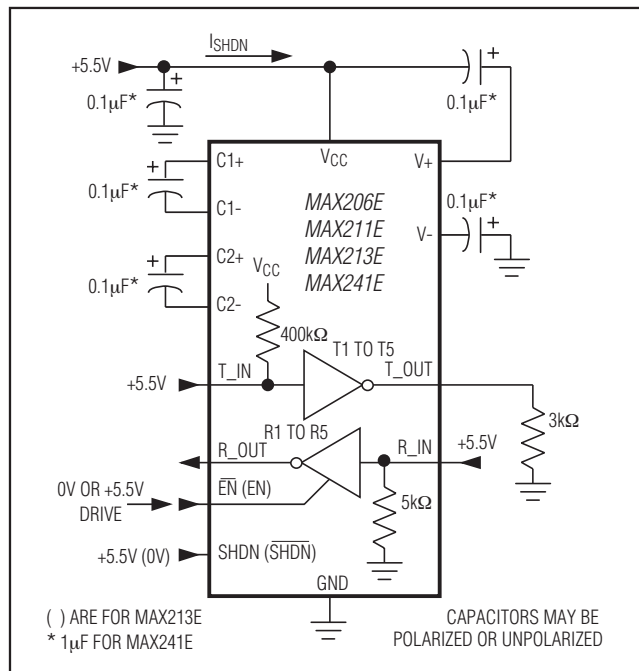 I SHDN
+5.5V
0.1µF*
0.1µF*
VCC
V+
C1+
0.1µF*
C1-
C2+
0.1µF*
C2-
MAX206E
MAX211E
MAX213E
MAX241E
0.1µF*
V-
VCC
400kΩ
T1 TO T5
+5.5V
T_IN
T_OUT
3kΩ
R1 TO R5
R_OUT
R_IN
+5.5V
5kΩ
0V OR +5.5V
DRIVE
EN (EN)
+5.5V (0V)
SHDN (SHDN)
GND
( ) ARE FOR MAX213E
* 1µF FOR MAX241E
CAPACITORS MAY BE
POLARIZED OR UNPOLARIZED
+
+
+
+
+